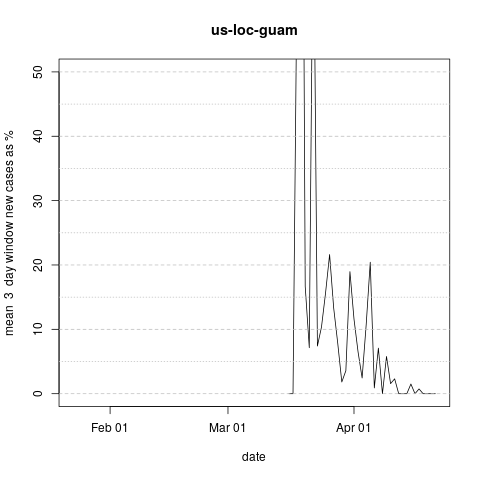 us-loc-guam
mean 3 day window new cases as %
50
40
30
20
10
0
Feb 01
Mar 01
Apr 01
date